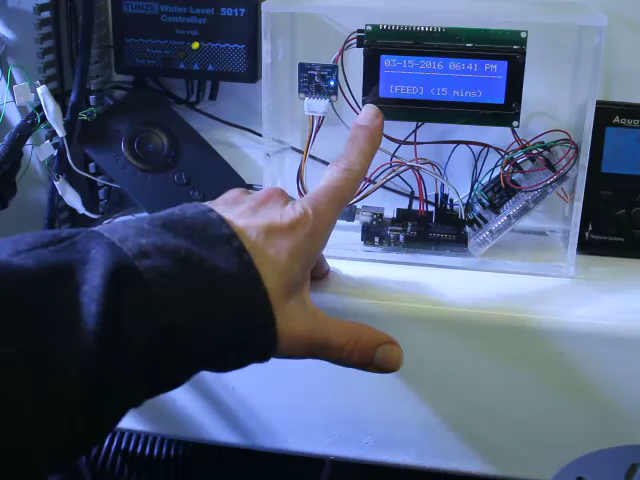 TUNZE Water Level 5017
Controller
03-15-2016 06:41 PM
[FEED] (15 mins)
Aqua